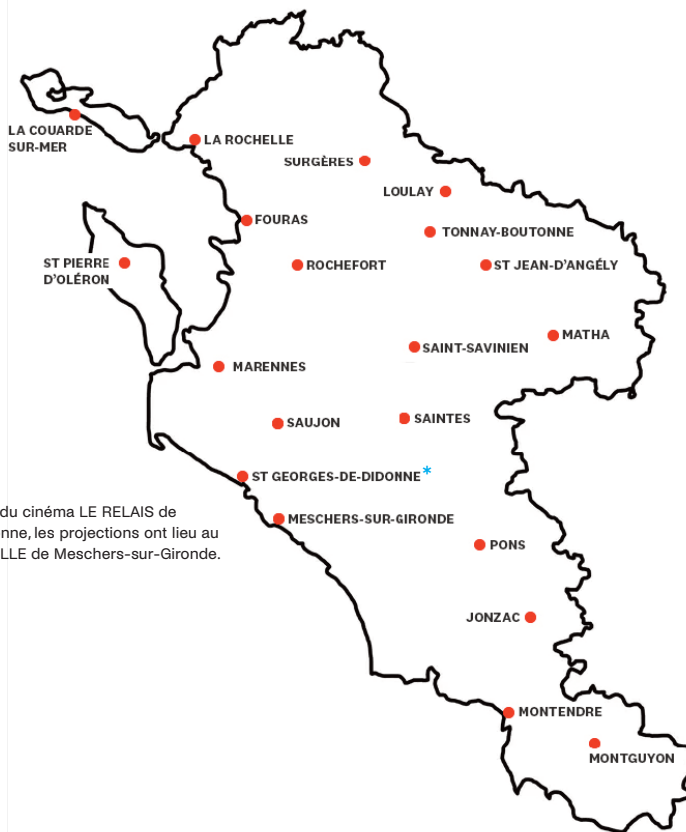 LA COUARDE
SUR-MER
LA ROCHELLE
SURGÈRES
LOULAY
FOURAS
TONNAY-BOUTONNE
ST PIERRE
D'OLÉRON
ROCHEFORT
ST JEAN-D'ANGÉLY
MATHA
SAINT-SAVINIEN
MARENNES
SAUJON
SAINTES
ST GEORGES-DE-DIDONNE*
du cinéma LE RELAIS de
nne, les projections ont lieu au
LLE de Meschers-sur-Gironde.
MESCHERS-SUR-GIRONDE
PONS
JONZAC
MONTENDRE
MONTGUYON